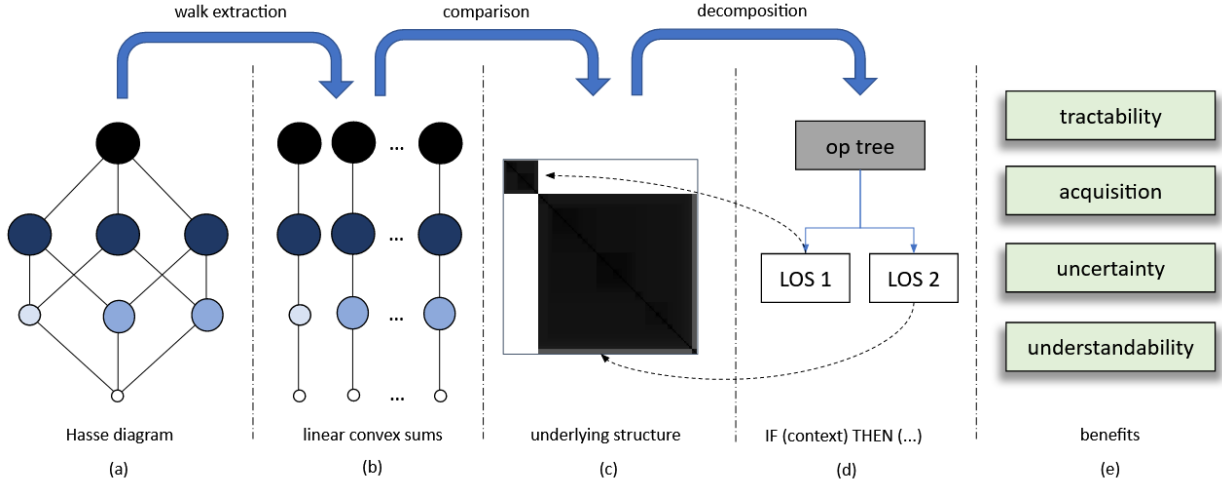 walk extraction
comparison
decomposition
...
...
...
...
op tree
LOS 1
LOS 2
tractability
acquisition
uncertainty
understandability
Hasse diagram
linear convex sums
underlying structure
IF (context) THEN (...)
benefits
(a)
(b)
(c)
(d)
(e)